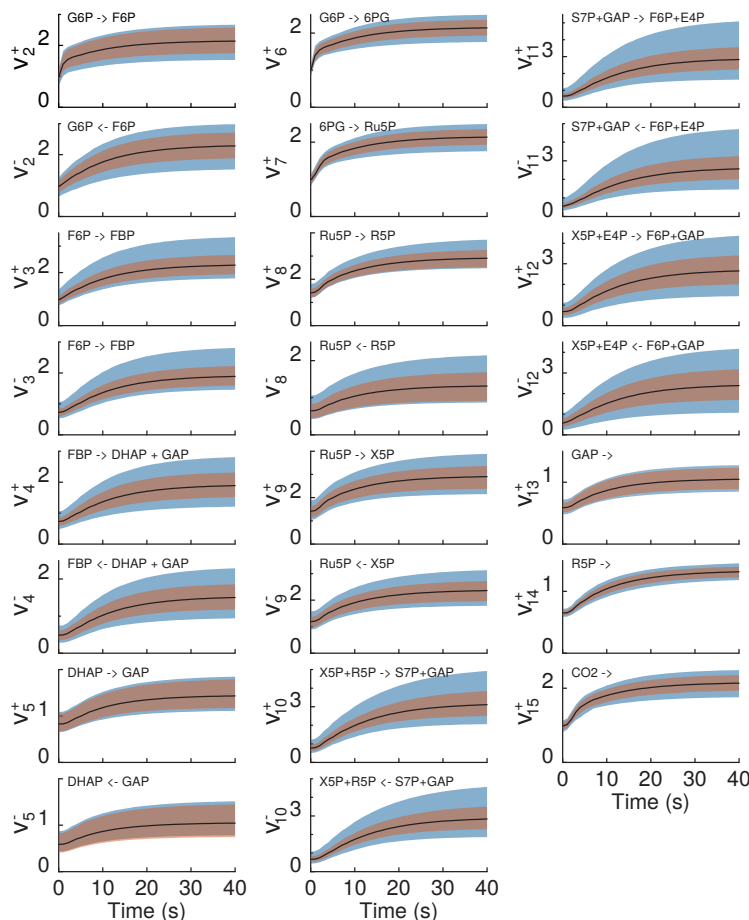 G6P -> F6P
v2+
2
0
G6P <- F6P
v2-
2
0
F6P -> FBP
v3+
2
0
F6P -> FBP
v3-
2
0
FBP -> DHAP + GAP
v4+
2
0
FBP <- DHAP + GAP
v4-
2
0
DHAP -> GAP
v5+
1
0
DHAP <- GAP
v5-
1
0
0 10 20 30 40
Time (s)
G6P -> 6PG
v6+
2
0
6PG -> Ru5P
v7+
2
0
Ru5P -> R5P
v8+
2
0
Ru5P <- R5P
v8-
2
0
Ru5P -> X5P
v9+
2
0
Ru5P <- X5P
v9-
2
0
X5P+R5P -> S7P+GAP
v10+
3
0
X5P+R5P <- S7P+GAP
v10-
3
0
0 10 20 30 40
Time (s)
S7P+GAP -> F6P+E4P
v11+
3
0
S7P+GAP <- F6P+E4P
v11-
3
0
X5P+E4P -> F6P+GAP
v12+
3
0
X5P+E4P <- F6P+GAP
v12-
3
0
GAP ->
v13+
1
0
R5P ->
v14+
1
0
CO2 ->
v15+
2
0
0 10 20 30 40
Time (s)